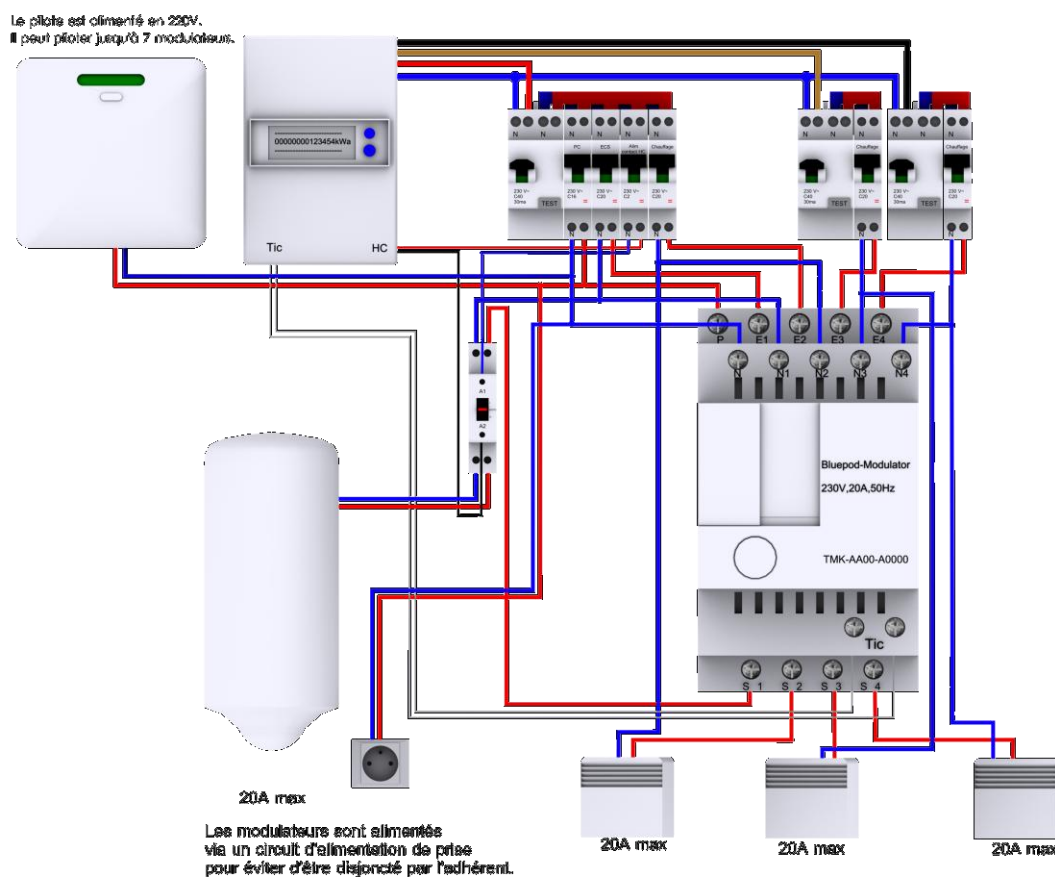 Le pilote est alimenté en 220V.
Il peut piloter jusqu'à 7 modulateurs.
00000000123454kWa
Tic
HC
N N N N N N
PC
ECS
Alim contact HC
Chauffage
230 V~ C40 30ma
TEST
230 V~ C16
230 V~ C20
230 V~ C2
230 V~ C20
N N N N
N N N
Chauffage
230 V~ C40 30ma
TEST
230 V~ C20
N
N N N
Chauffage
230 V~ C40 30ma
TEST
230 V~ C20
N
P E1 E2 E3 E4
N N1 N2 N3 N4
A1
A2
Bluepod-Modulator
230V,20A,50Hz
TMK-AA00-A0000
Tic
S 1 S 2 S 3 S 4
20A max
Les modulateurs sont alimentés
via un circuit d'alimentation de prise
pour éviter d'être disjoncté par l'adhérent.
20A max
20A max
20A max